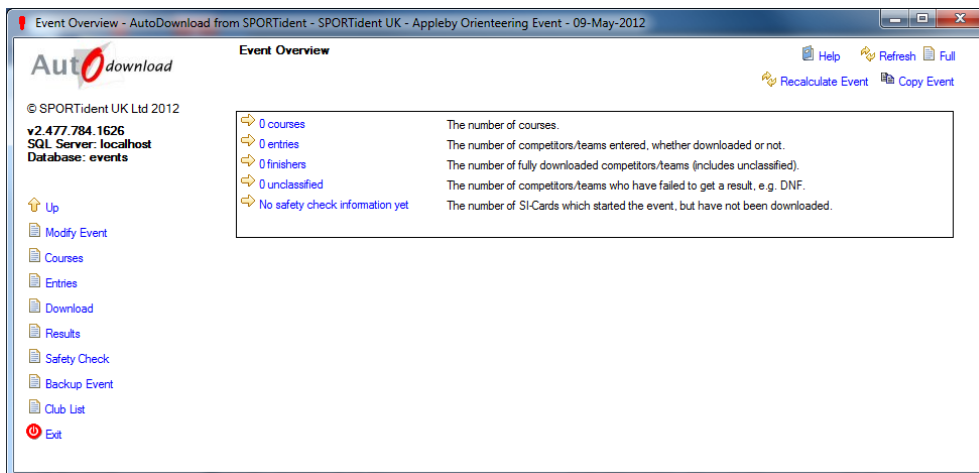 Event Overview - AutoDownload from SPORTident - SPORTident UK - Appleby Orienteering Event - 09-May-2012
AutOdownload
Event Overview
Help Refresh Full
Recalculate Event Copy Event
© SPORTident UK Ltd 2012
v2.477.784.1626
SQL Server: localhost
Database: events
0 courses The number of courses.
0 entries The number of competitors/teams entered, whether downloaded or not.
0 finishers The number of fully downloaded competitors/teams (includes unclassified).
0 unclassified The number of competitors/teams who have failed to get a result, e.g. DNF.
No safety check information yet The number of SI-Cards which started the event, but have not been downloaded.
Up
Modify Event
Courses
Entries
Download
Results
Safety Check
Backup Event
Club List
Exit